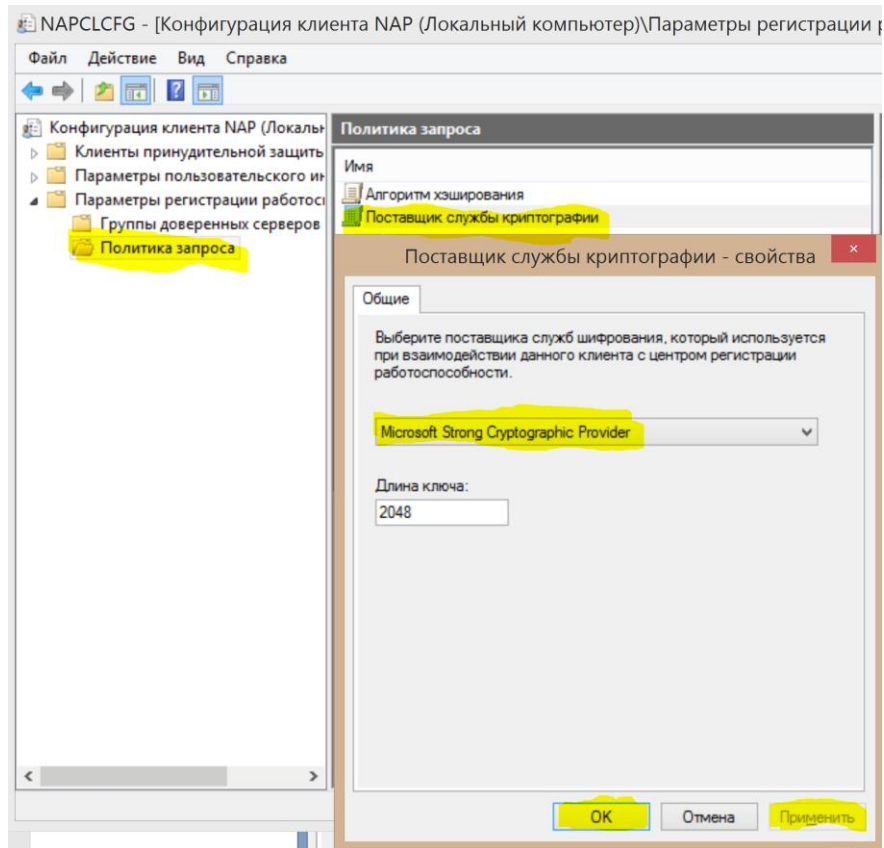 NAPCLCFG - [Конфигурация клиента NAP (Локальный компьютер)\Параметры регистрации р
Файл Действие Вид Справка
Конфигурация клиента NAP (Локальн
Клиенты принудительной защить
Параметры пользовательского ин
Параметры регистрации работосі
Группы доверенных серверов
Политика запроса
Политика запроса
Имя
Алгоритм хэширования
Поставщик службы криптографии
Поставщик службы криптографии - свойства
Общие
Выберите поставщика служб шифрования, который используется
при взаимодействии данного клиента с центром регистрации
работоспособности.
Microsoft Strong Cryptographic Provider
Длина ключа:
2048
OK Отмена Применить